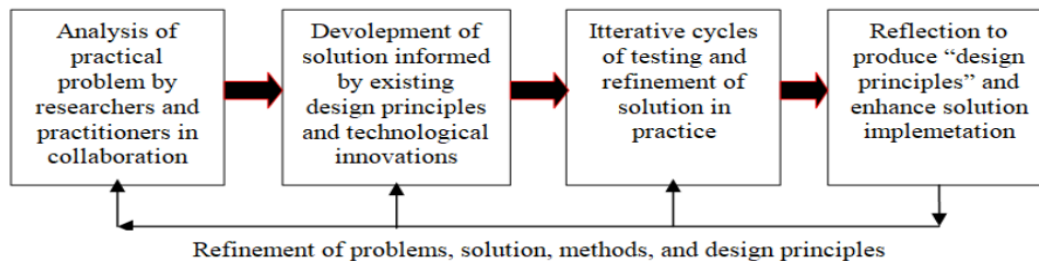 Analysis of
practical
problem by
researchers and
practitioners in
collaboration
Devolepment of
solution informed
by existing
design principles
and technological
innovations
Itterative cycles
of testing and
refinement of
solution in
practice
Reflection to
produce “design
principles” and
enhance solution
implemetation
Refinement of problems, solution, methods, and design principles